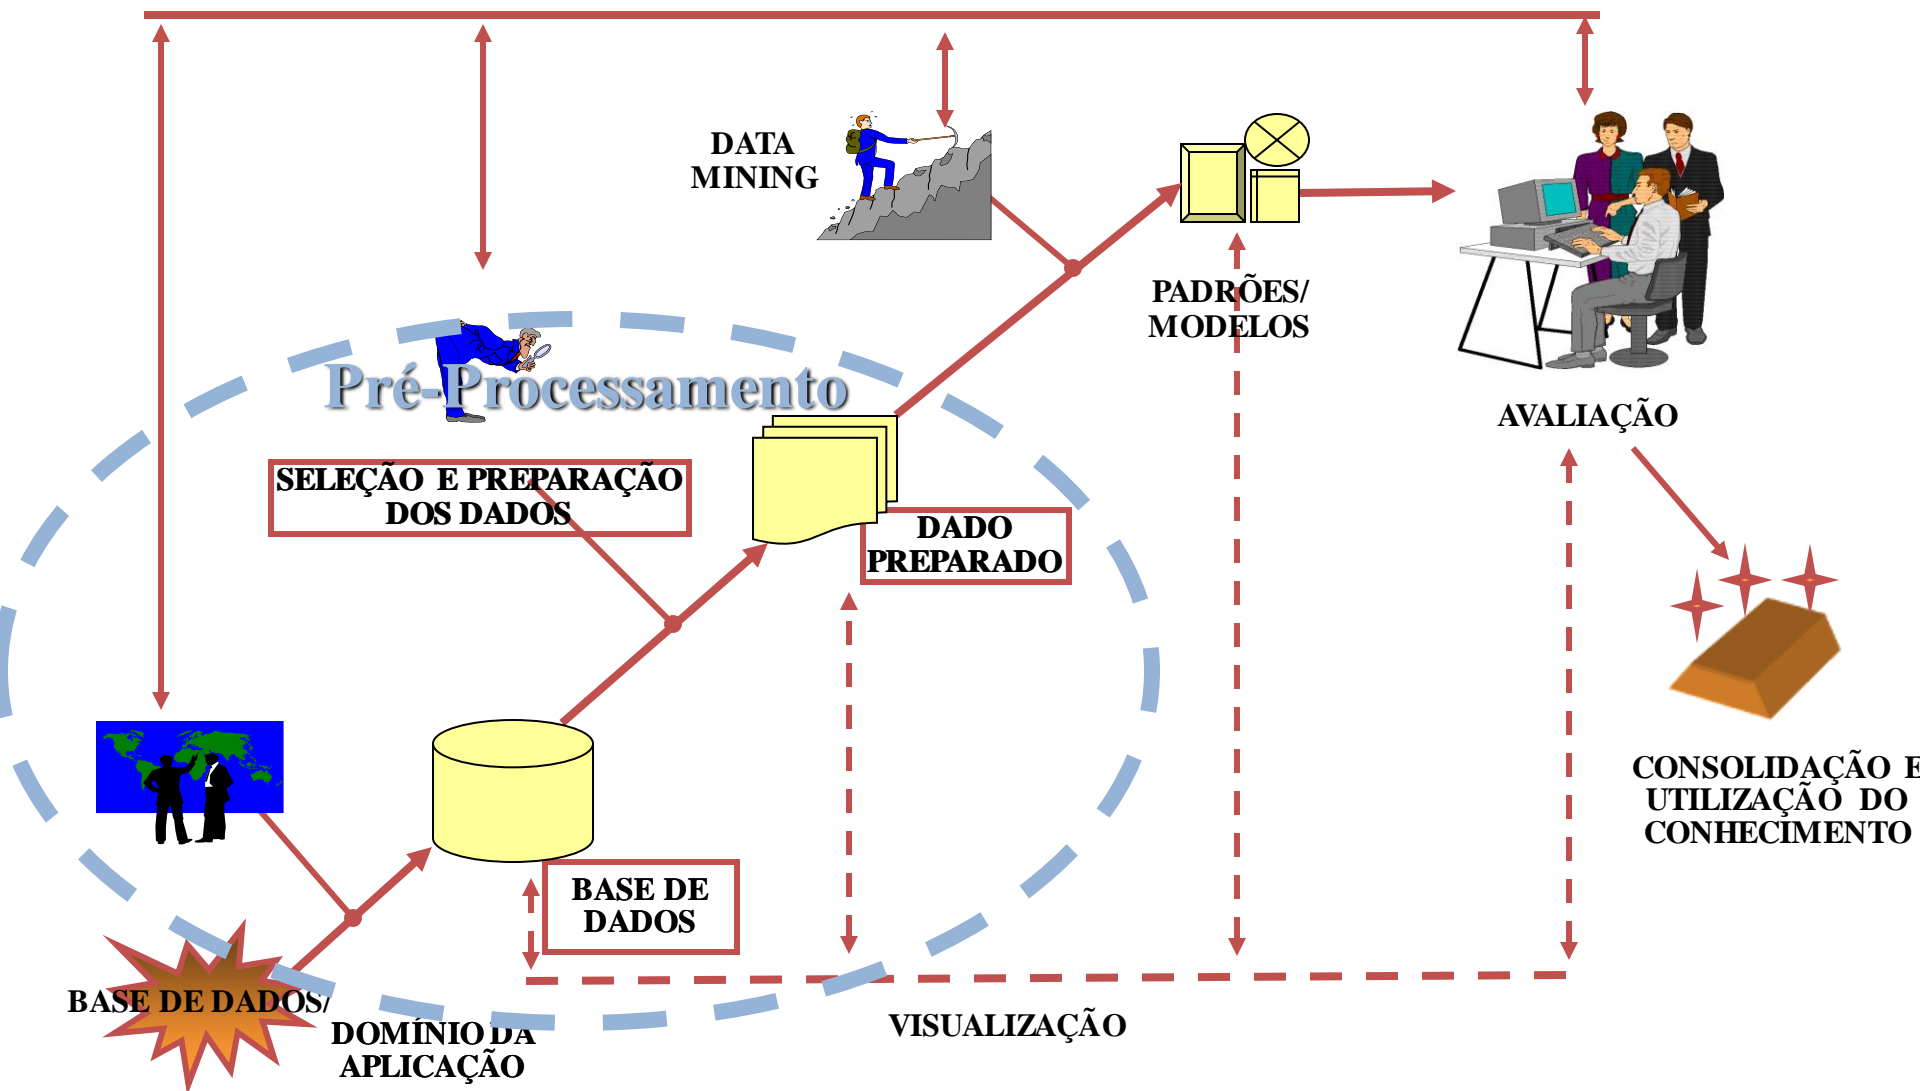 DATA
MINING
PADRÕES/
MODELOS
Pré-Processamento
AVALIAÇÃO
SELEÇÃO E PREPARAÇÃO
DOS DADOS
DADO
PREPARADO
CONSOLIDAÇÃO E
UTILIZAÇÃO DO
CONHECIMENTO
BASE DE
DADOS
BASE DE DADOS/
DOMÍNIO DA
APLICAÇÃO
VISUALIZAÇÃO